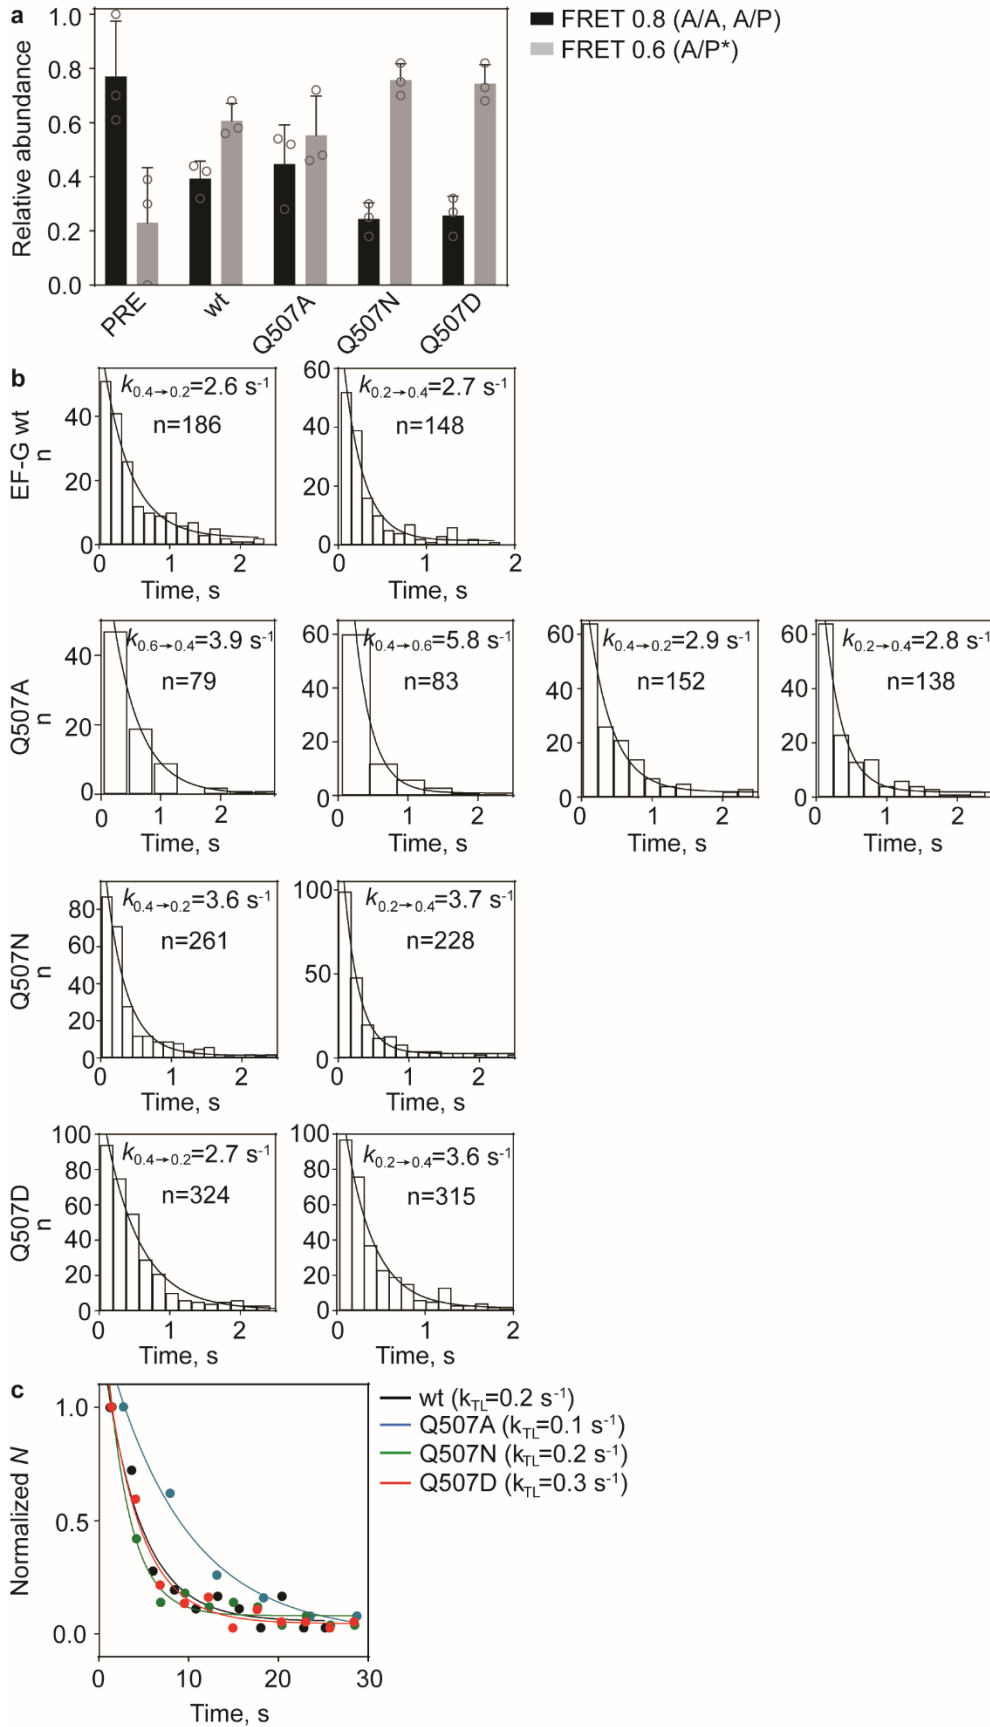 a
Relative abundance
1.0
0.8
0.6
0.4
0.2
0.0
PRE
wt
Q507A
Q507N
Q507D
FRET 0.8 (A/A, A/P)
FRET 0.6 (A/P*)
b
EF-G wt
n
40
20
0
k0.4→0.2=2.6 s-1
n=186
0 1 2
Time, s
60
40
20
0
k0.2→0.4=2.7 s-1
n=148
0 1 2
Time, s
Q507A
n
40
20
0
k0.6→0.4=3.9 s-1
n=79
0 1 2
Time, s
60
40
20
0
k0.4→0.6=5.8 s-1
n=83
0 1 2
Time, s
60
40
20
0
k0.4→0.2=2.9 s-1
n=152
0 1 2
Time, s
60
40
20
0
k0.2→0.4=2.8 s-1
n=138
0 1 2
Time, s
Q507N
n
80
60
40
20
0
k0.4→0.2=3.6 s-1
n=261
0 1 2
Time, s
100
50
0
k0.2→0.4=3.7 s-1
n=228
0 1 2
Time, s
Q507D
n
100
80
60
40
20
0
k0.4→0.2=2.7 s-1
n=324
0 1 2
Time, s
100
80
60
40
20
0
k0.2→0.4=3.6 s-1
n=315
0 1 2
Time, s
c
Normalized N
1.0
0.5
0.0
0 10 20 30
Time, s
wt (kTL=0.2 s-1)
Q507A (kTL=0.1 s-1)
Q507N (kTL=0.2 s-1)
Q507D (kTL=0.3 s-1)